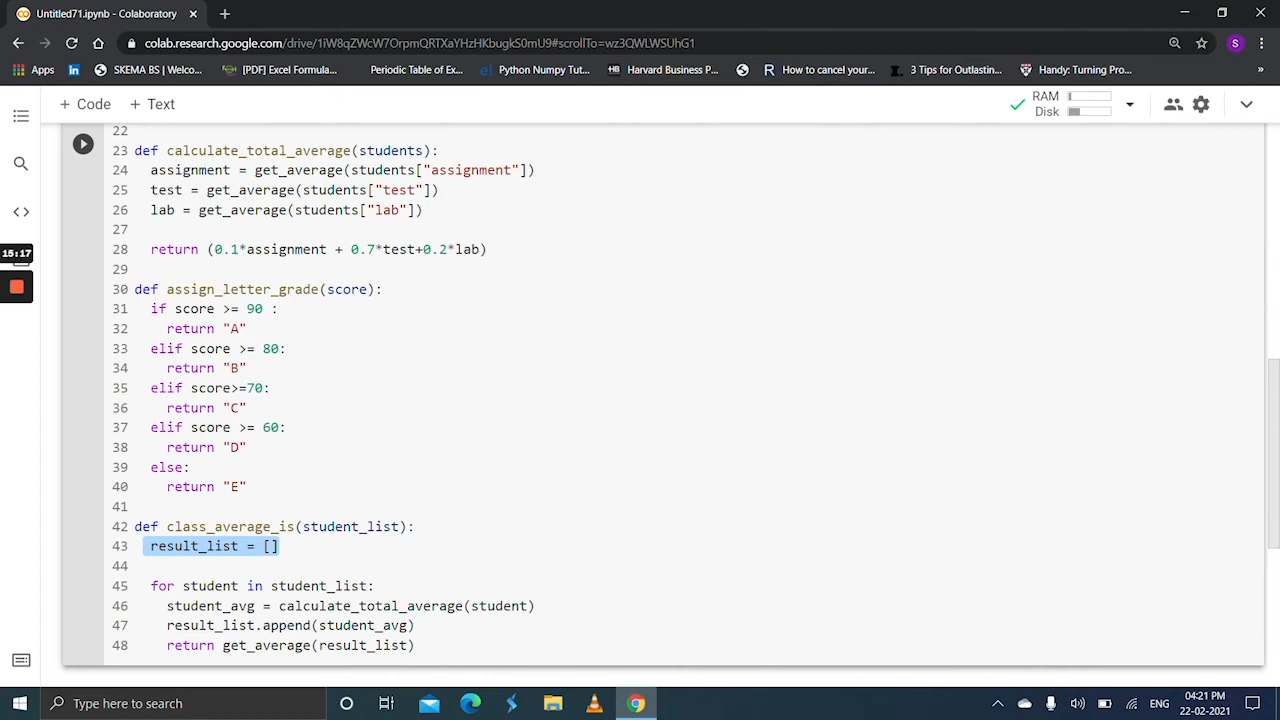 Untitled71.ipynb - Colaboratory
colab.research.google.com/drive/1iW8qZWcW7OrpmQRTXaYHzHKbugkS0mU9#scrollTo=wz3QWLWSUhG1
S
Apps SKEMA BS | Welco... [PDF] Excel Formula... Periodic Table of Ex... Python Numpy Tut... Harvard Business P... How to cancel your... 3 Tips for Outlastin... Handy: Turning Pro...
+ Code + Text
RAM
Disk
22
23 def calculate_total_average(students):
24 assignment = get_average(students["assignment"])
25 test = get_average(students["test"])
26 lab = get_average(students["lab"])
27
28 return (0.1*assignment + 0.7*test+0.2*lab)
29
30 def assign_letter_grade(score):
31 if score >= 90 :
32 return "A"
33 elif score >= 80:
34 return "B"
35 elif score>=70:
36 return "C"
37 elif score >= 60:
38 return "D"
39 else:
40 return "E"
41
42 def class_average_is(student_list):
43 result_list = []
44
45 for student in student_list:
46 student_avg = calculate_total_average(student)
47 result_list.append(student_avg)
48 return get_average(result_list)
15:17
Type here to search
ENG
04:21 PM
22-02-2021